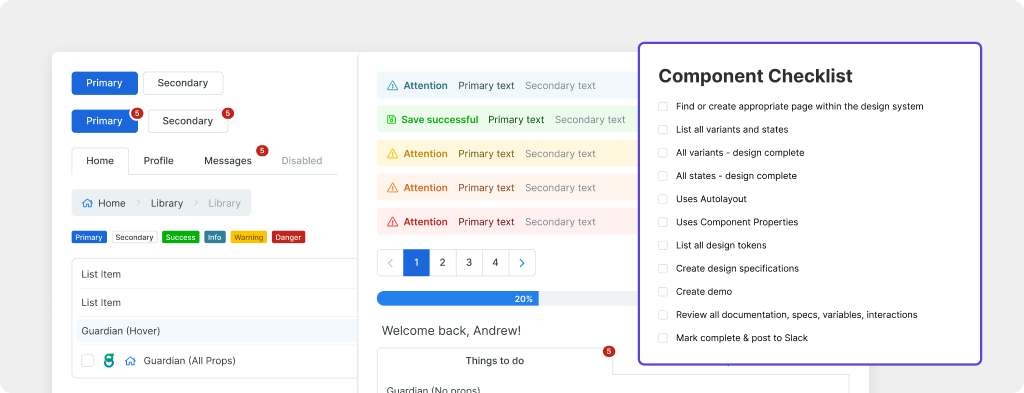 Primary
Secondary
Primary
5
Secondary
5
Home
Profile
Messages
5
Disabled
Home
Library
Library
Primary
Secondary
Success
Info
Warning
Danger
List Item
List Item
Guardian (Hover)
Guardian (All Props)
Attention Primary text Secondary text
Save successful Primary text Secondary text
Attention Primary text Secondary text
Attention Primary text Secondary text
Attention Primary text Secondary text
1 2 3 4
20%
Welcome back, Andrew!
Things to do
5
Guardian (No props)
Component Checklist
Find or create appropriate page within the design system
List all variants and states
All variants - design complete
All states - design complete
Uses Autolayout
Uses Component Properties
List all design tokens
Create design specifications
Create demo
Review all documentation, specs, variables, interactions
Mark complete & post to Slack